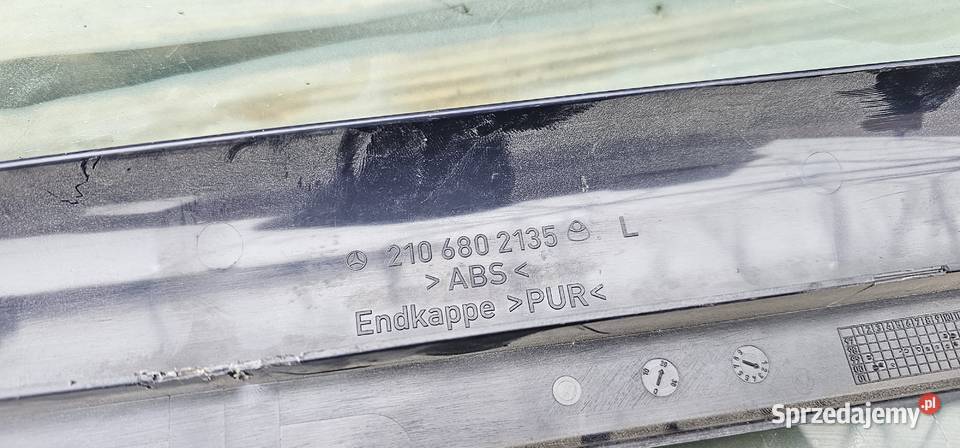 210 680 2135 L
>ABS<
Endkappe >PUR<
Sprzedajemy.pl